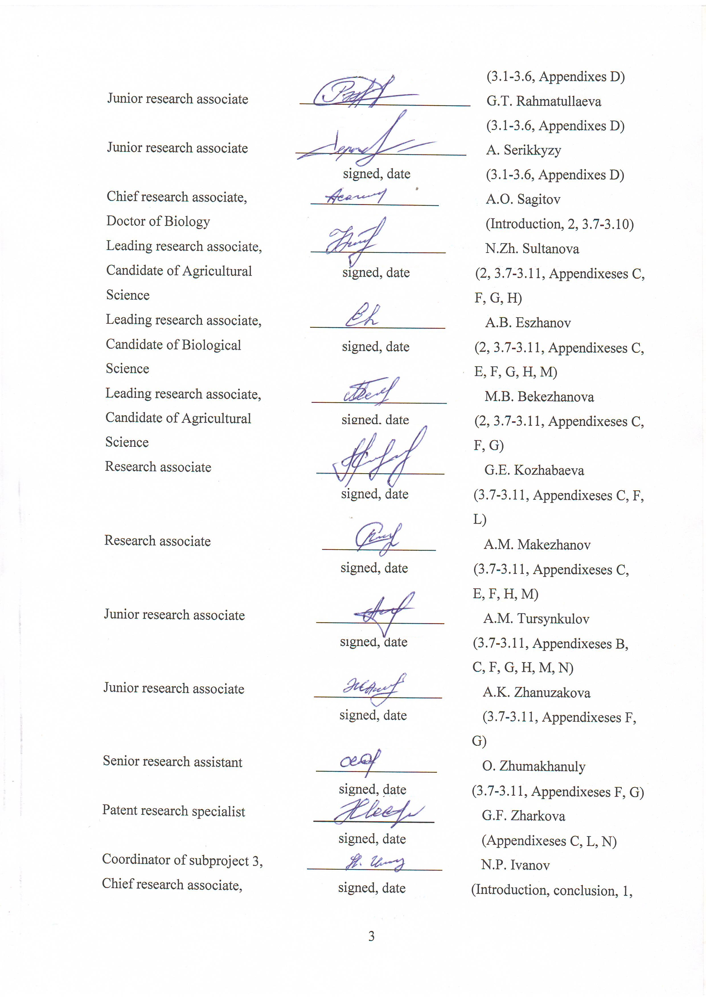 (3.1-3.6, Appendixes D)
Junior research associate G.T. Rahmatullaeva
(3.1-3.6, Appendixes D)
Junior research associate A. Serikkyzy
signed, date (3.1-3.6, Appendixes D)
Chief research associate, A.O. Sagitov
Doctor of Biology (Introduction, 2, 3.7-3.10)
Leading research associate, N.Zh. Sultanova
Candidate of Agricultural signed, date (2, 3.7-3.11, Appendixeses C,
Science F, G, H)
Leading research associate, A.B. Eszhanov
Candidate of Biological signed, date (2, 3.7-3.11, Appendixeses C,
Science E, F, G, H, M)
Leading research associate, M.B. Bekezhanova
Candidate of Agricultural signed, date (2, 3.7-3.11, Appendixeses C,
Science F, G)
Research associate G.E. Kozhabaeva
signed, date (3.7-3.11, Appendixeses C, F,
L)
Research associate A.M. Makezhanov
signed, date (3.7-3.11, Appendixeses C,
E, F, H, M)
Junior research associate A.M. Tursynkulov
signed, date (3.7-3.11, Appendixeses B,
C, F, G, H, M, N)
Junior research associate A.K. Zhanuzakova
signed, date (3.7-3.11, Appendixeses F,
G)
Senior research assistant O. Zhumakhanuly
signed, date (3.7-3.11, Appendixeses F, G)
Patent research specialist G.F. Zharkova
signed, date (Appendixeses C, L, N)
Coordinator of subproject 3, N.P. Ivanov
Chief research associate, signed, date (Introduction, conclusion, 1,
3